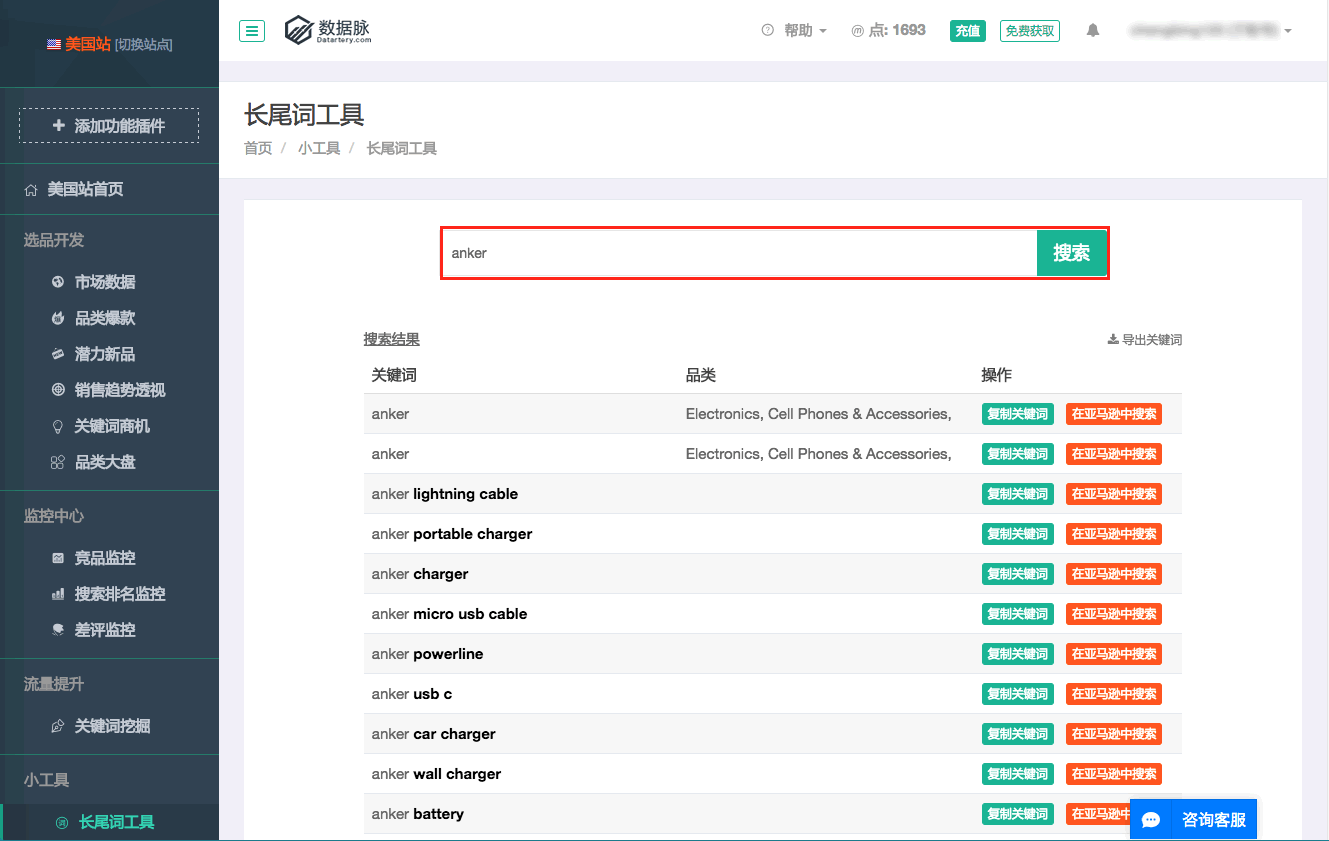 美国站 [切换站点]
添加功能插件
美国站首页
选品开发
市场数据
品类爆款
潜力新品
销售趋势透视
关键词商机
品类大盘
监控中心
竞品监控
搜索排名监控
差评监控
流量提升
关键词挖掘
小工具
长尾词工具
数据脉
Datartery.com
帮助
点: 1693
充值
免费获取
长尾词工具
首页 / 小工具 / 长尾词工具
anker 搜索
搜索结果 导出关键词
关键词 品类 操作
anker Electronics, Cell Phones & Accessories, 复制关键词 在亚马逊中搜索
anker Electronics, Cell Phones & Accessories, 复制关键词 在亚马逊中搜索
anker lightning cable 复制关键词 在亚马逊中搜索
anker portable charger 复制关键词 在亚马逊中搜索
anker charger 复制关键词 在亚马逊中搜索
anker micro usb cable 复制关键词 在亚马逊中搜索
anker powerline 复制关键词 在亚马逊中搜索
anker usb c 复制关键词 在亚马逊中搜索
anker car charger 复制关键词 在亚马逊中搜索
anker wall charger 复制关键词 在亚马逊中搜索
anker battery 复制关键词 在亚马逊中
咨询客服